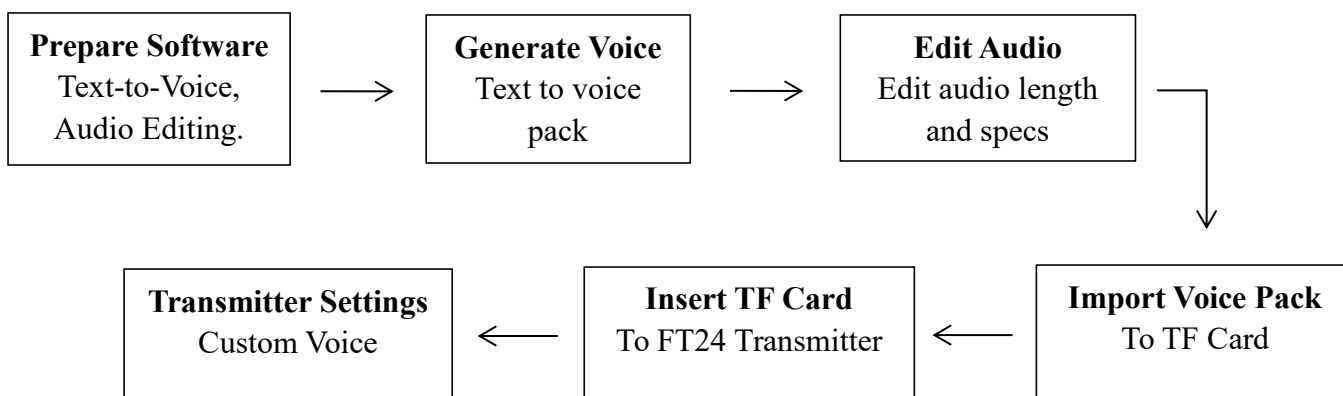 Prepare Software
Text-to-Voice,
Audio Editing.
Generate Voice
Text to voice
pack
Edit Audio
Edit audio length
and specs
Import Voice Pack
To TF Card
Insert TF Card
To FT24 Transmitter
Transmitter Settings
Custom Voice